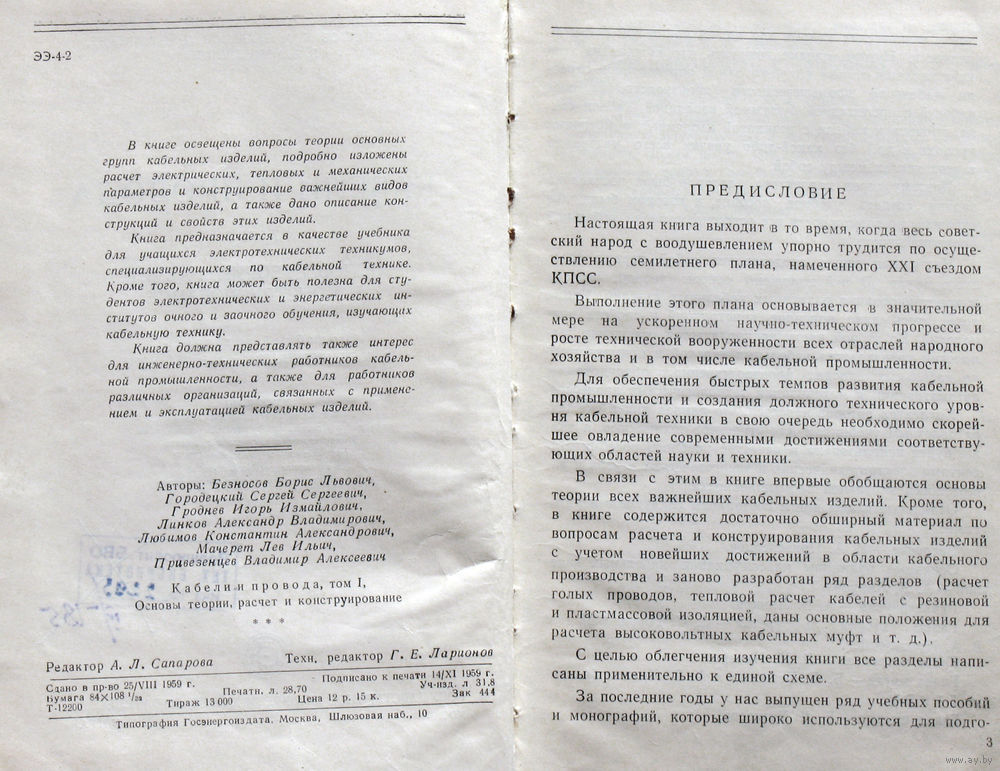 ЭЭ-4-2
В книге освещены вопросы теории основных
групп кабельных изделий, подробно изложены
расчет электрических, тепловых и механических
параметров и конструирование важнейших видов
кабельных изделий, а также дано описание кон-
струкций и свойств этих изделий.
Книга предназначается в качестве учебника
для учащихся электротехнических техникумов,
специализирующихся по кабельной технике.
Кроме того, книга может быть полезна для сту-
дентов электротехнических и энергетических ин-
ститутов очного и заочного обучения, изучающих
кабельную технику.
Книга должна представлять также интерес
для инженерно-технических работников кабель-
ной промышленности, а также для работников
различных организаций, связанных с примене-
нием и эксплуатацией кабельных изделий.
Авторы: Безносов Борис Львович,
Городецкий Сергей Сергеевич,
Гроднев Игорь Измайлович,
Линков Александр Владимирович,
Любимов Константин Александрович,
Мачерет Лев Ильич,
Привезенцев Владимир Алексеевич
Кабели и провода, том I,
Основы теории, расчет и конструирование
* * *
Редактор А. Л. Сапарова Техн. редактор Г. Е. Ларионов
Сдано в пр-во 25/VIII 1959 г. Подписано к печати 14/XI 1959 г.
Бумага 84×108 1/32 Печатн. л. 28,70 Уч-изд. л. 31,8
Т-12200 Тираж 13 000 Цена 12 р. 15 к. Зак 444
Типография Госэнергоиздата. Москва, Шлюзовая наб., 10
ПРЕДИСЛОВИЕ
Настоящая книга выходит в то время, когда весь совет-
ский народ с воодушевлением упорно трудится по осуще-
ствлению семилетнего плана, намеченного XXI съездом
КПСС.
Выполнение этого плана основывается в значительной
мере на ускоренном научно-техническом прогрессе и
росте технической вооруженности всех отраслей народного
хозяйства и в том числе кабельной промышленности.
Для обеспечения быстрых темпов развития кабельной
промышленности и создания должного технического уров-
ня кабельной техники в свою очередь необходимо скорей-
шее овладение современными достижениями соответству-
ющих областей науки и техники.
В связи с этим в книге впервые обобщаются основы
теории всех важнейших кабельных изделий. Кроме того,
в книге содержится достаточно обширный материал по
вопросам расчета и конструирования кабельных изделий
с учетом новейших достижений в области кабельного
производства и заново разработан ряд разделов (расчет
голых проводов, тепловой расчет кабелей с резиновой
и пластмассовой изоляцией, даны основные положения для
расчета высоковольтных кабельных муфт и т. д.).
С целью облегчения изучения книги все разделы напи-
саны применительно к единой схеме.
За последние годы у нас выпущен ряд учебных пособий
и монографий, которые широко используются для подго-
3
www.ay.by